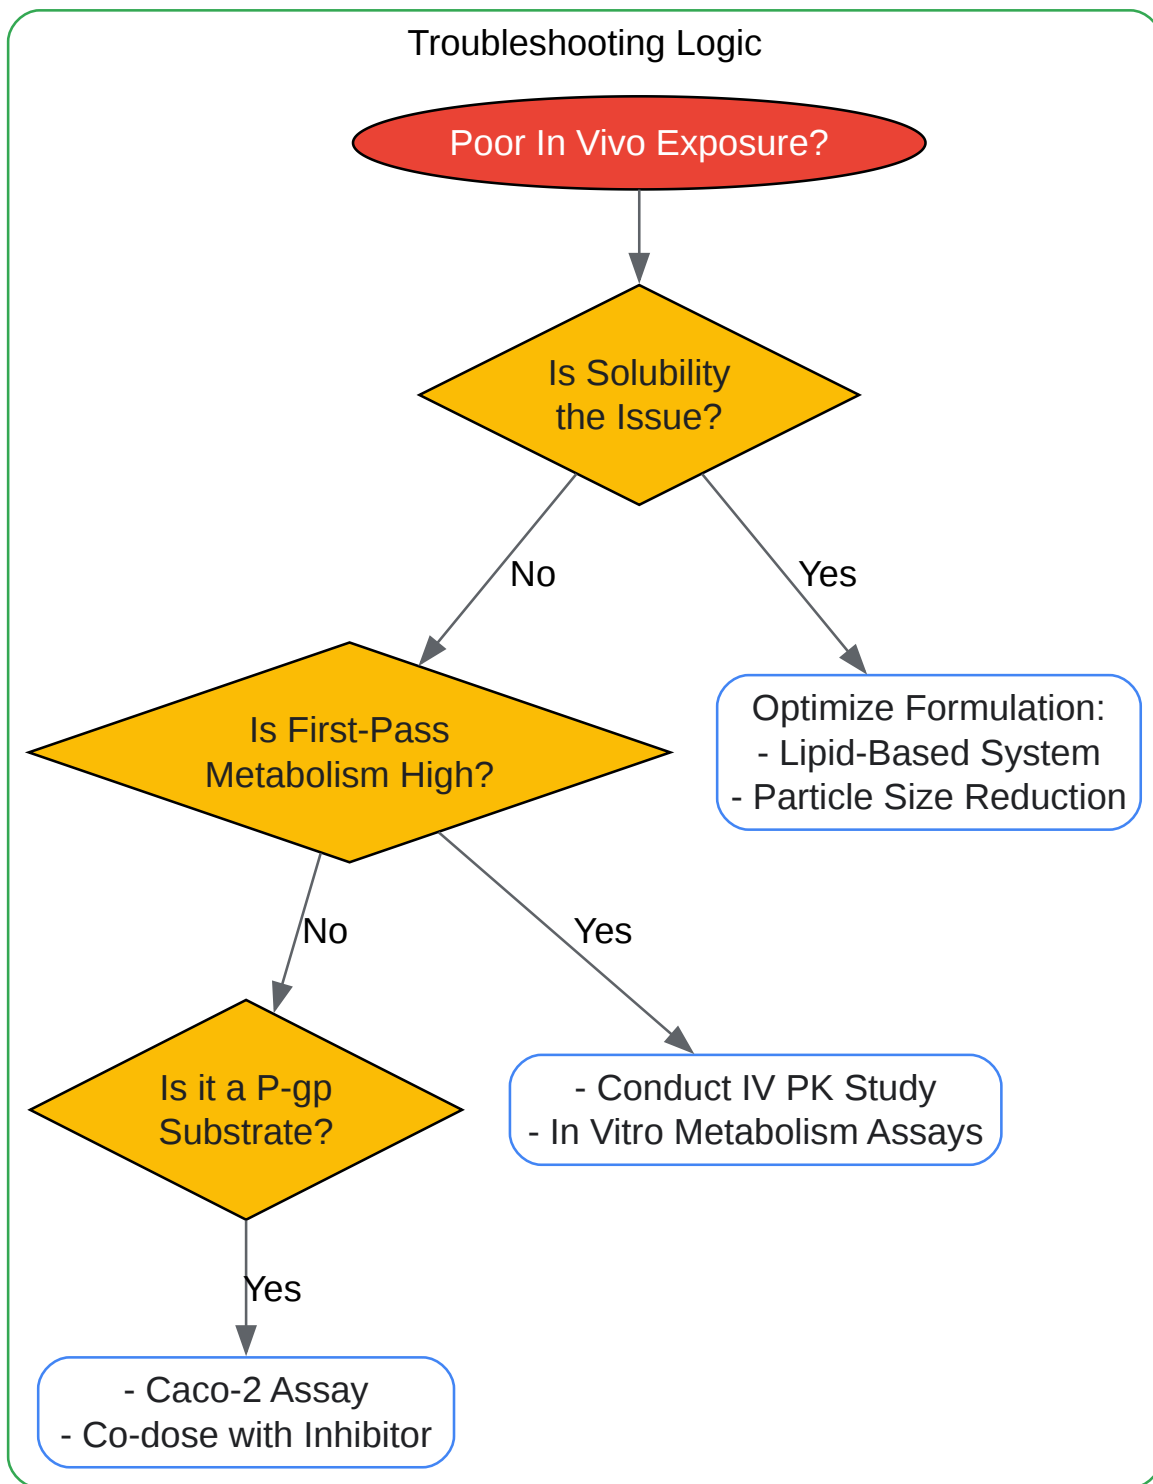 Troubleshooting Logic
Poor In Vivo Exposure?
Is Solubility
the Issue?
No
Yes
Is First-Pass
Metabolism High?
Optimize Formulation:
- Lipid-Based System
- Particle Size Reduction
No
Yes
Is it a P-gp
Substrate?
- Conduct IV PK Study
- In Vitro Metabolism Assays
Yes
- Caco-2 Assay
- Co-dose with Inhibitor